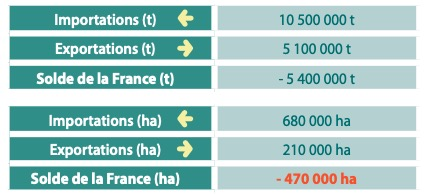 Importations (t) 10 500 000 t
Exportations (t) 5 100 000 t
Solde de la France (t) - 5 400 000 t
Importations (ha) 680 000 ha
Exportations (ha) 210 000 ha
Solde de la France (ha) - 470 000 ha